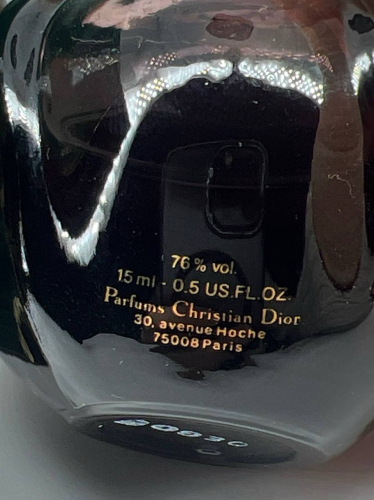 76% vol.
15 ml - 0.5 US.FL.OZ.
Parfums Christian Dior
30, avenue Hoche
75008 Paris